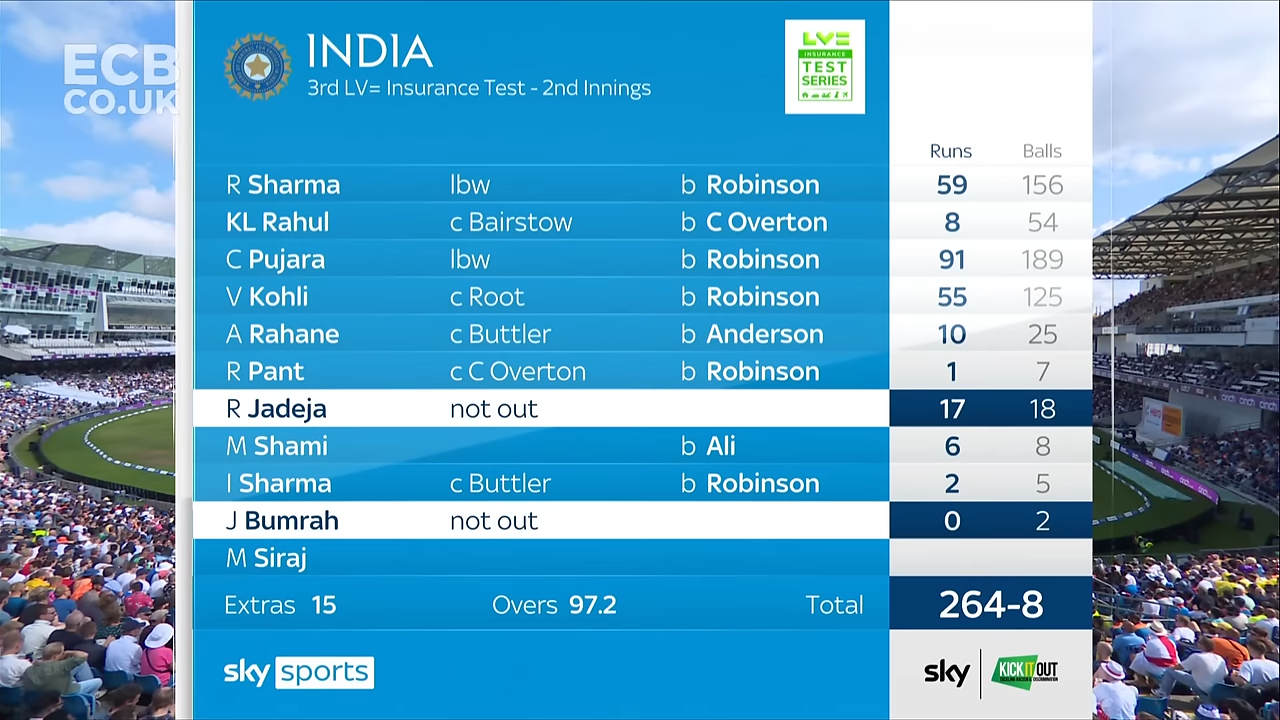 ECB
CO.UK
INDIA
3rd LV= Insurance Test - 2nd Innings
LVE
INSURANCE
TEST
SERIES
Runs Balls
R Sharma lbw b Robinson 59 156
KL Rahul c Bairstow b C Overton 8 54
C Pujara lbw b Robinson 91 189
V Kohli c Root b Robinson 55 125
A Rahane c Buttler b Anderson 10 25
R Pant c C Overton b Robinson 1 7
R Jadeja not out 17 18
M Shami b Ali 6 8
I Sharma c Buttler b Robinson 2 5
J Bumrah not out 0 2
M Siraj
Extras 15 Overs 97.2 Total 264-8
sky sports
sky KICK IT OUT
TACKLING RACISM & DISCRIMINATION